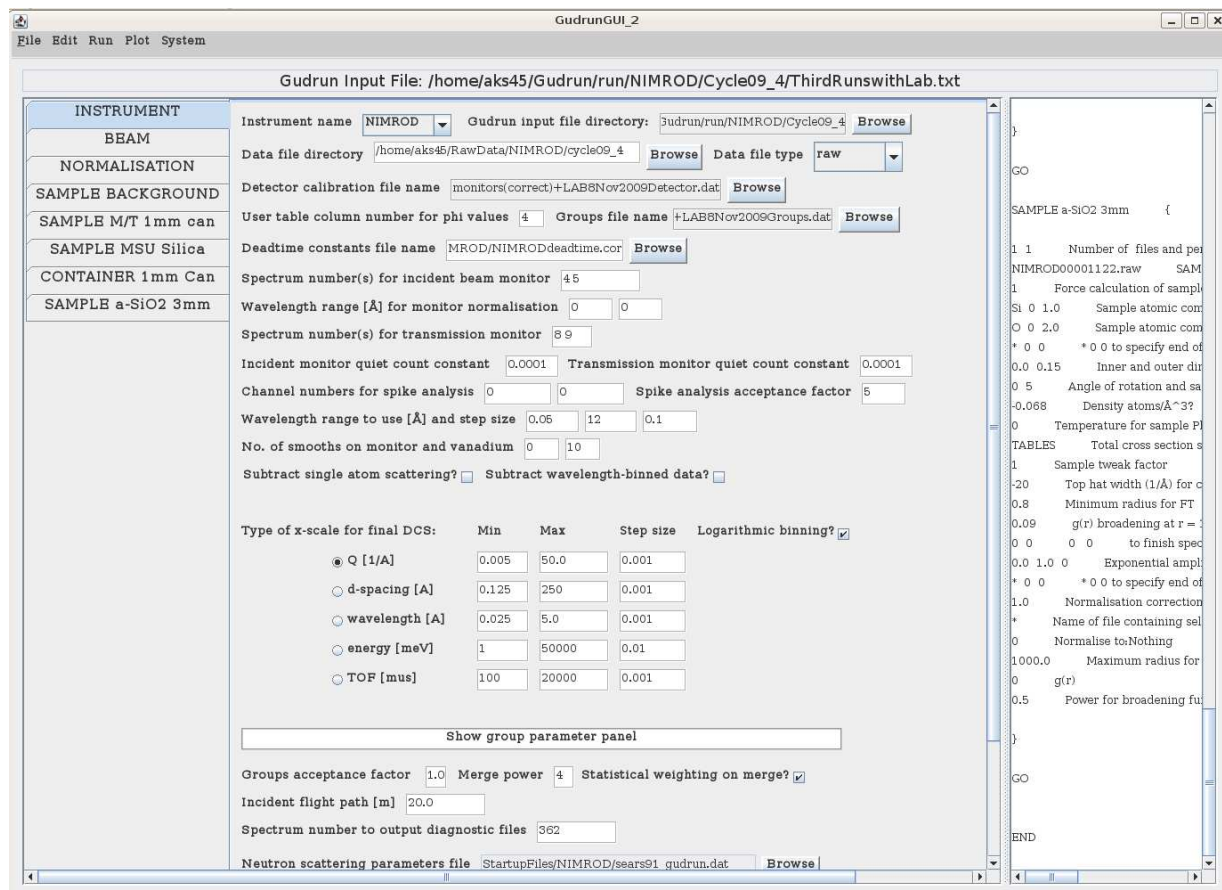 GudrunGUI_2
File Edit Run Plot System
Gudrun Input File: /home/aks45/Gudrun/run/NIMROD/Cycle09_4/ThirdRunswithLab.txt
INSTRUMENT
BEAM
NORMALISATION
SAMPLE BACKGROUND
SAMPLE M/T 1mm can
SAMPLE MSU Silica
CONTAINER 1mm Can
SAMPLE a-SiO2 3mm
Instrument name NIMROD Gudrun input file directory: Gudrun/run/NIMROD/Cycle09_4 Browse
Data file directory /home/aks45/RawData/NIMROD/cycle09_4 Browse Data file type raw
Detector calibration file name monitors(correct)+LAB8Nov2009Detector.dat Browse
User table column number for phi values 4 Groups file name +LAB8Nov2009Groups.dat Browse
Deadtime constants file name MROD/NIMRODdeadtime.cor Browse
Spectrum number(s) for incident beam monitor 4 5
Wavelength range [Å] for monitor normalisation 0 0
Spectrum number(s) for transmission monitor 8 9
Incident monitor quiet count constant 0.0001 Transmission monitor quiet count constant 0.0001
Channel numbers for spike analysis 0 0 Spike analysis acceptance factor 5
Wavelength range to use [Å] and step size 0.05 12 0.1
No. of smooths on monitor and vanadium 0 10
Subtract single atom scattering? Subtract wavelength-binned data?
Type of x-scale for final DCS: Min Max Step size Logarithmic binning?
Q [1/A] 0.005 50.0 0.001
d-spacing [A] 0.125 250 0.001
wavelength [A] 0.025 5.0 0.001
energy [meV] 1 50000 0.01
TOF [mus] 100 20000 0.001
Show group parameter panel
Groups acceptance factor 1.0 Merge power 4 Statistical weighting on merge?
Incident flight path [m] 20.0
Spectrum number to output diagnostic files 362
Neutron scattering parameters file StartupFiles/NIMROD/sears91_gudrun.dat Browse
}
GO
SAMPLE a-SiO2 3mm {
1 1 Number of files and per
NIMROD00001122.raw SAM
1 Force calculation of sampl
Si 0 1.0 Sample atomic com
O 0 2.0 Sample atomic com
* 0 0 * 0 0 to specify end of
0.0 0.15 Inner and outer dim
0 5 Angle of rotation and sa
-0.068 Density atoms/Å^3?
0 Temperature for sample Pl
TABLES Total cross section s
1 Sample tweak factor
-20 Top hat width (1/Å) for c
0.8 Minimum radius for FT
0.09 g(r) broadening at r = 1
0 0 0 0 to finish spec
0.0 1.0 0 Exponential ampl
* 0 0 * 0 0 to specify end of
1.0 Normalisation correction
* Name of file containing sel
0 Normalise to:Nothing
1000.0 Maximum radius for
0 g(r)
0.5 Power for broadening fu
}
GO
END